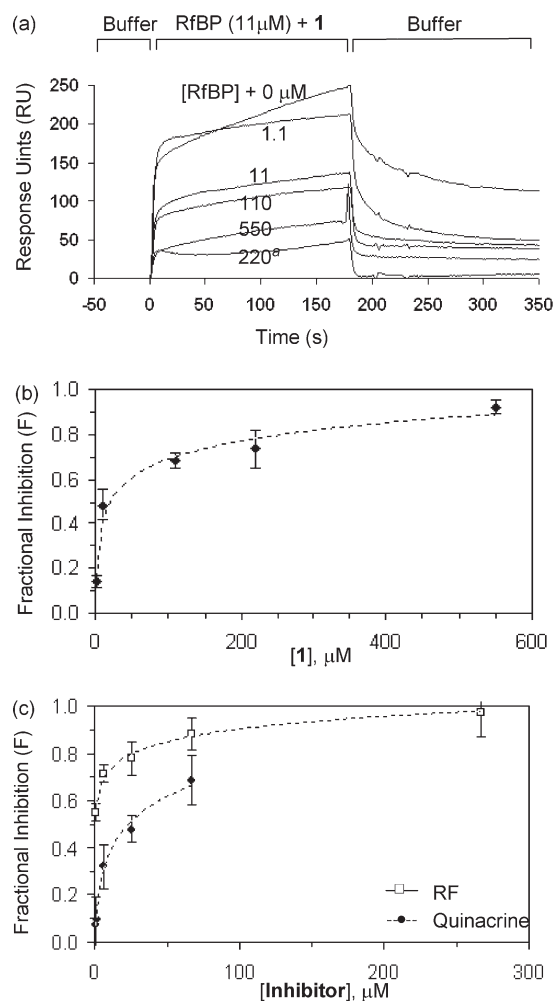 (a)
Buffer RfBP (11μM) + 1 Buffer
250
200
150
100
50
0
Response Uints (RU)
[RfBP] + 0 μM
1.1
11
110
550
220a
-50 0 50 100 150 200 250 300 350
Time (s)
(b)
1.0
0.8
0.6
0.4
0.2
0.0
Fractional Inhibition (F)
0 200 400 600
[1], μM
(c)
1.0
0.8
0.6
0.4
0.2
0.0
Fractional Inhibition (F)
RF
Quinacrine
0 100 200 300
[Inhibitor], μM